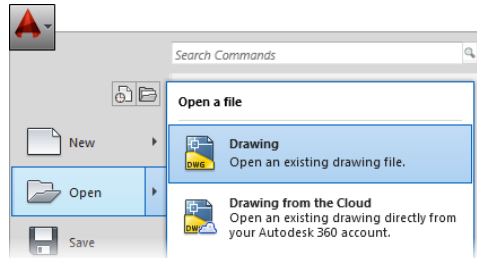 Search Commands
Open a file
New
Drawing
Open an existing drawing file.
DWG
Open
Drawing from the Cloud
Open an existing drawing directly from
your Autodesk 360 account.
DWG
Save